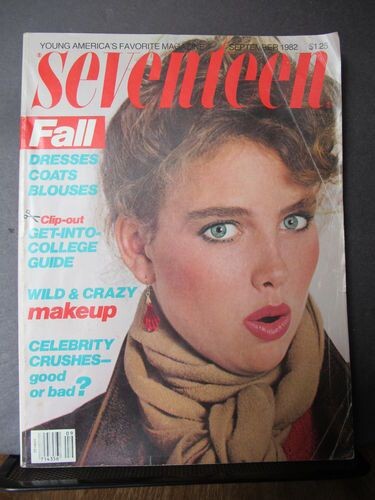 YOUNG AMERICA'S FAVORITE MAGAZINE SEPTEMBER 1982 $1.25
seventeen
Fall
DRESSES
COATS
BLOUSES
Clip-out
GET-INTO-
COLLEGE
GUIDE
WILD & CRAZY
makeup
CELEBRITY
CRUSHES—
good
or bad?
09